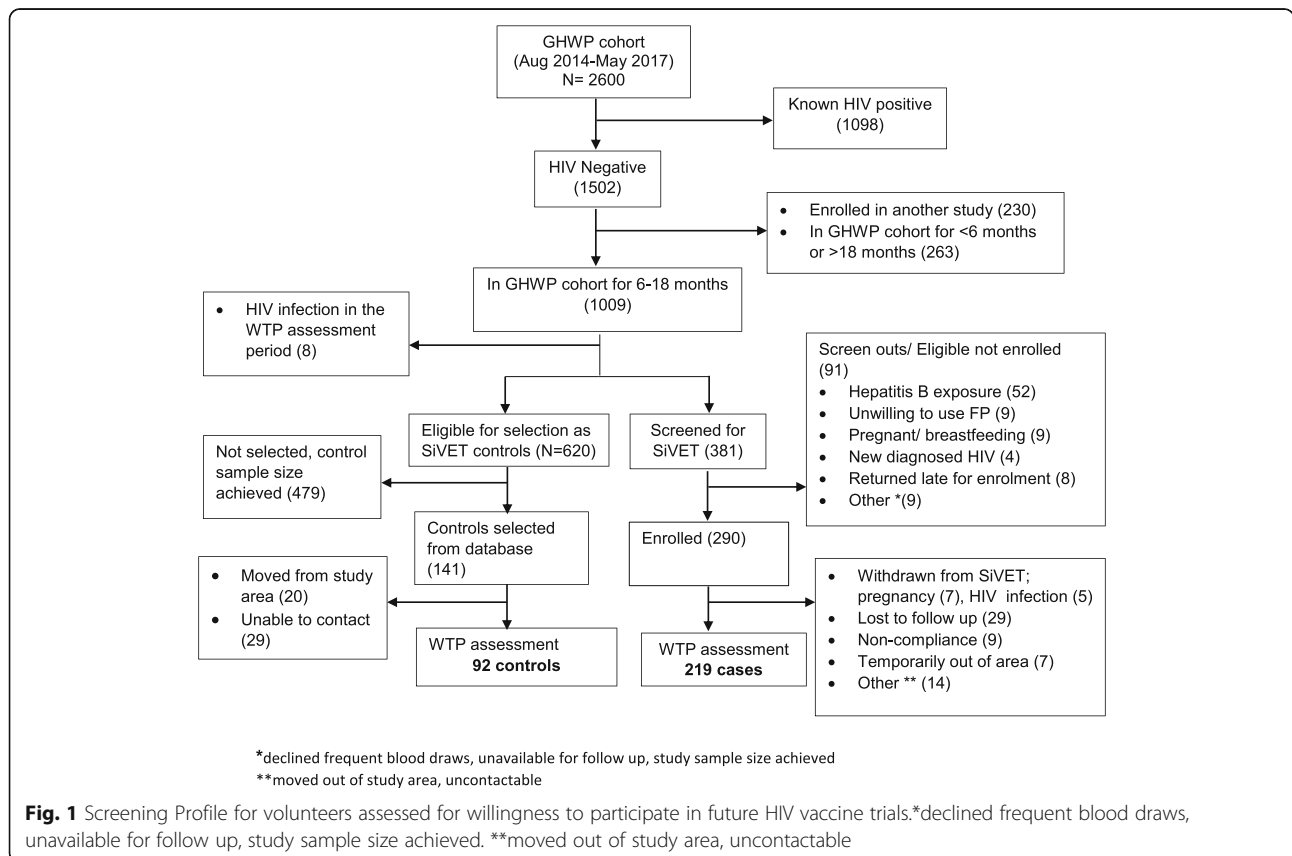 GHWP cohort
(Aug 2014-May 2017)
N= 2600
Known HIV positive
(1098)
HIV Negative
(1502)
• Enrolled in another study (230)
• In GHWP cohort for <6 months
or >18 months (263)
In GHWP cohort for 6-18 months
(1009)
• HIV infection in the
WTP assessment
period (8)
Screen outs/ Eligible not enrolled
(91)
• Hepatitis B exposure (52)
• Unwilling to use FP (9)
• Pregnant/ breastfeeding (9)
• New diagnosed HIV (4)
• Returned late for enrolment (8)
• Other *(9)
Eligible for selection as
SiVET controls (N=620)
Screened for
SiVET (381)
Not selected, control
sample size
achieved (479)
Controls selected
from database
(141)
Enrolled (290)
• Moved from study
area (20)
• Unable to contact
(29)
• Withdrawn from SiVET;
pregnancy (7), HIV infection (5)
• Lost to follow up (29)
• Non-compliance (9)
• Temporarily out of area (7)
• Other ** (14)
WTP assessment
92 controls
WTP assessment
219 cases
*declined frequent blood draws, unavailable for follow up, study sample size achieved
**moved out of study area, uncontactable
Fig. 1 Screening Profile for volunteers assessed for willingness to participate in future HIV vaccine trials.*declined frequent blood draws,
unavailable for follow up, study sample size achieved. **moved out of study area, uncontactable